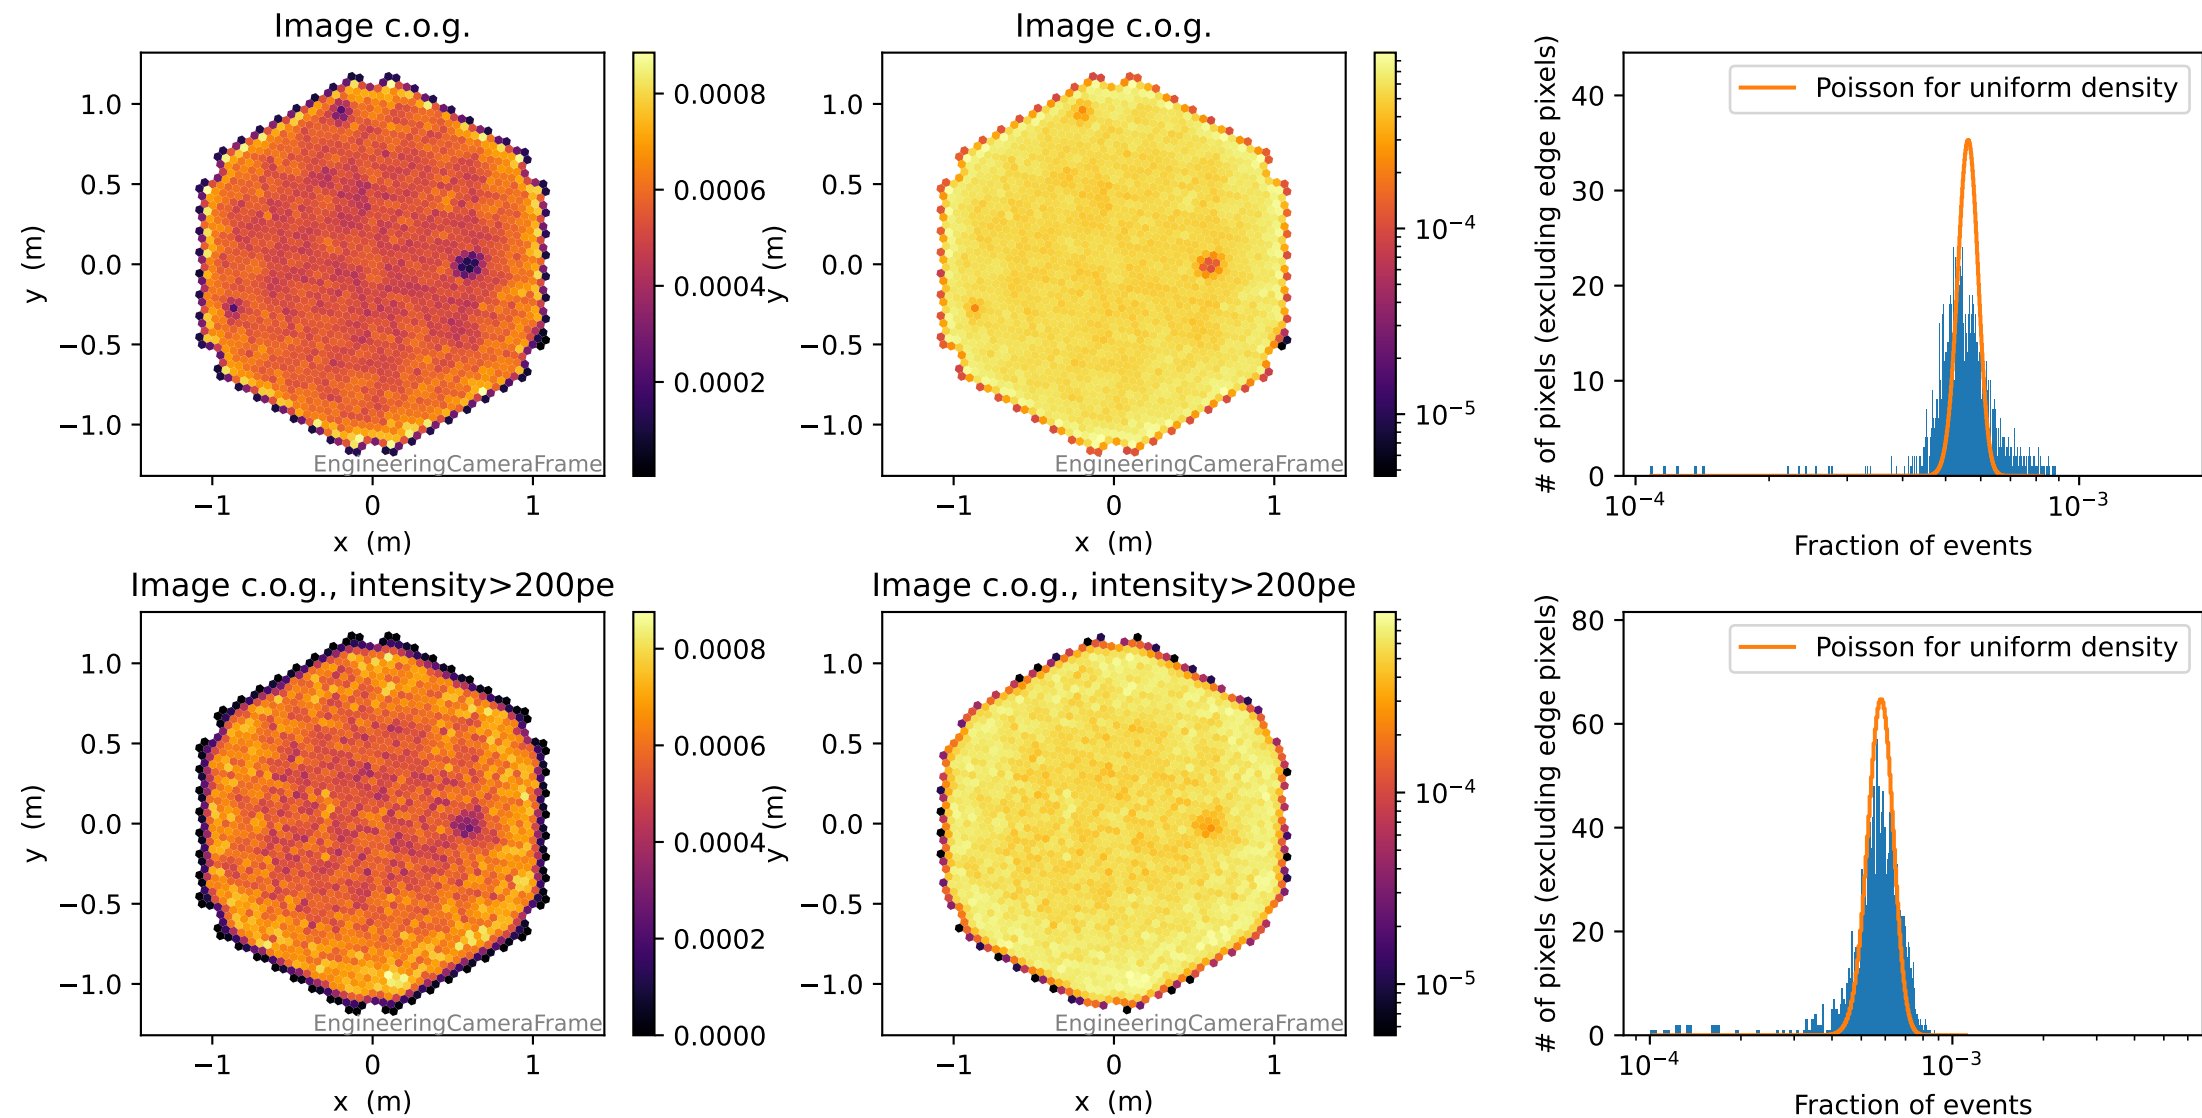 Image c.o.g.
1.0
0.5
0.0
−0.5
−1.0
y (m)
−1
0
1
x (m)
EngineeringCameraFrame
0.0008
0.0006
0.0004
0.0002
Image c.o.g.
1.0
0.5
0.0
−0.5
−1.0
y (m)
−1
0
1
x (m)
EngineeringCameraFrame
10⁻⁴
10⁻⁵
# of pixels (excluding edge pixels)
40
30
20
10
0
Poisson for uniform density
10⁻⁴
10⁻³
Fraction of events
Image c.o.g., intensity>200pe
1.0
0.5
0.0
−0.5
−1.0
y (m)
−1
0
1
x (m)
EngineeringCameraFrame
0.0008
0.0006
0.0004
0.0002
0.0000
Image c.o.g., intensity>200pe
1.0
0.5
0.0
−0.5
−1.0
y (m)
−1
0
1
x (m)
EngineeringCameraFrame
10⁻⁴
10⁻⁵
# of pixels (excluding edge pixels)
80
60
40
20
0
Poisson for uniform density
10⁻⁴
10⁻³
Fraction of events